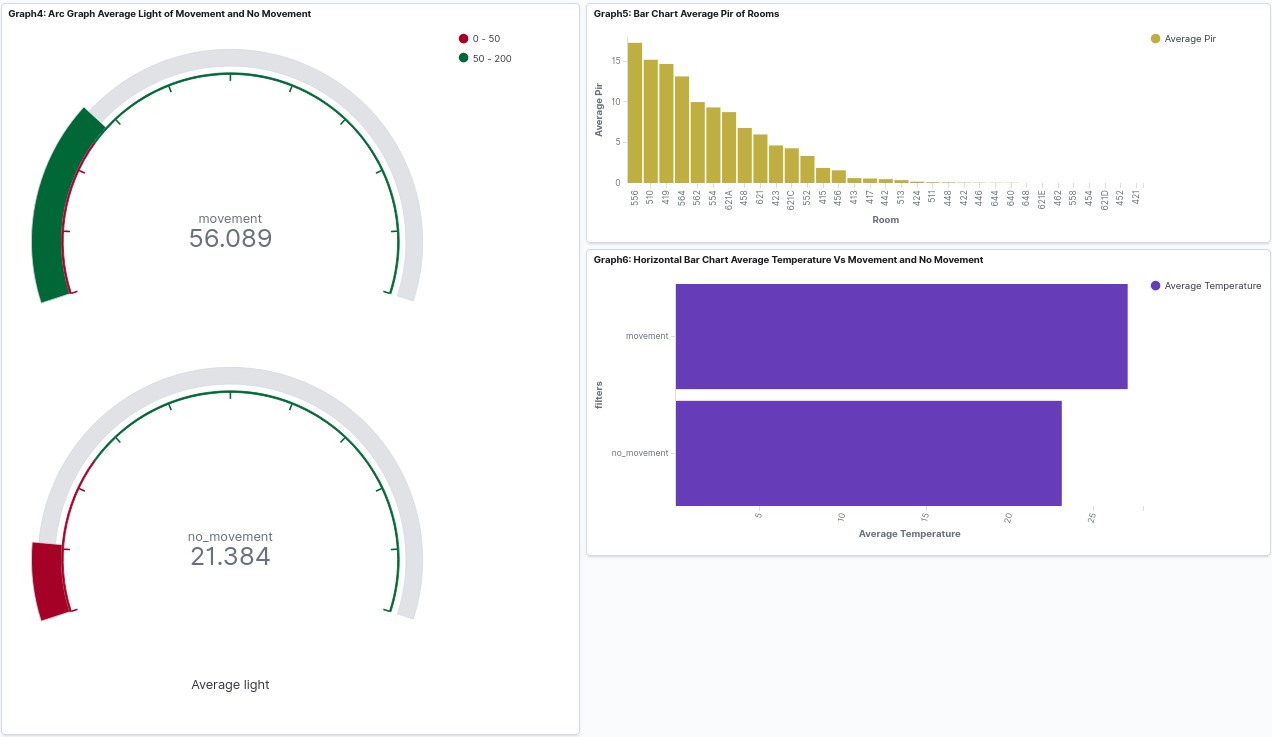 Graph4: Arc Graph Average Light of Movement and No Movement
0 - 50
50 - 200
movement
56.089
no_movement
21.384
Average light
Graph5: Bar Chart Average Pir of Rooms
Average Pir
15
10
5
0
Average Pir
556 510 419 564 562 554 621A 458 621 423 621C 552 415 456 413 417 442 513 424 511 448 422 446 644 640 648 621E 462 558 454 621D 452 421
Room
Graph6: Horizontal Bar Chart Average Temperature Vs Movement and No Movement
Average Temperature
movement
filters
no_movement
5 10 15 20 25
Average Temperature